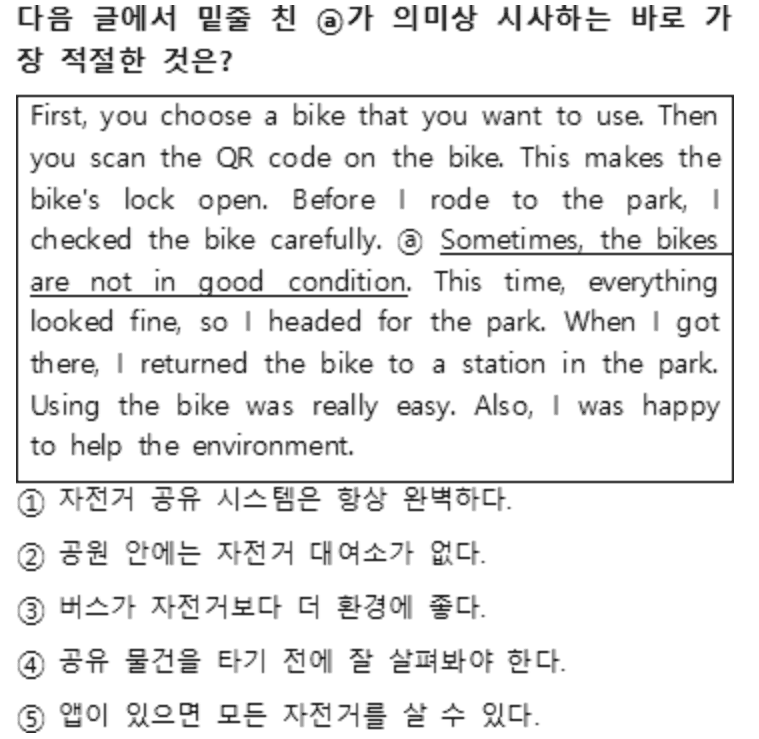 다음 글에서 밑줄 친 ⓐ가 의미상 시사하는 바로 가
장 적절한 것은?
First, you choose a bike that you want to use. Then
you scan the QR code on the bike. This makes the
bike's lock open. Before I rode to the park, I
checked the bike carefully. ⓐ Sometimes, the bikes
are not in good condition. This time, everything
looked fine, so I headed for the park. When I got
there, I returned the bike to a station in the park.
Using the bike was really easy. Also, I was happy
to help the environment.
① 자전거 공유 시스템은 항상 완벽하다.
② 공원 안에는 자전거 대여소가 없다.
③ 버스가 자전거보다 더 환경에 좋다.
④ 공유 물건을 타기 전에 잘 살펴봐야 한다.
⑤ 앱이 있으면 모든 자전거를 살 수 있다.